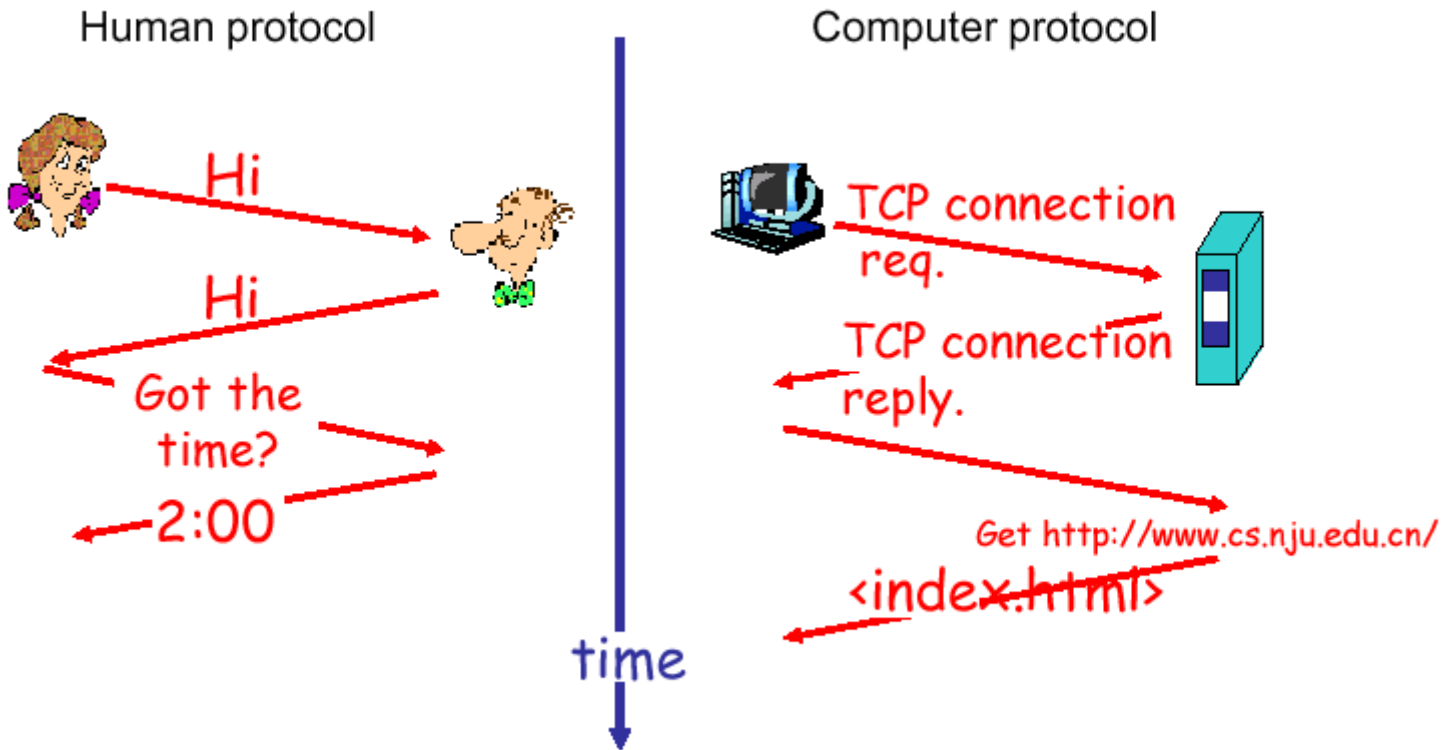 Human protocol
Computer protocol
Hi
Hi
Got the
time?
2:00
TCP connection
req.
TCP connection
reply.
Get http://www.cs.nju.edu.cn/
<index.html>
time